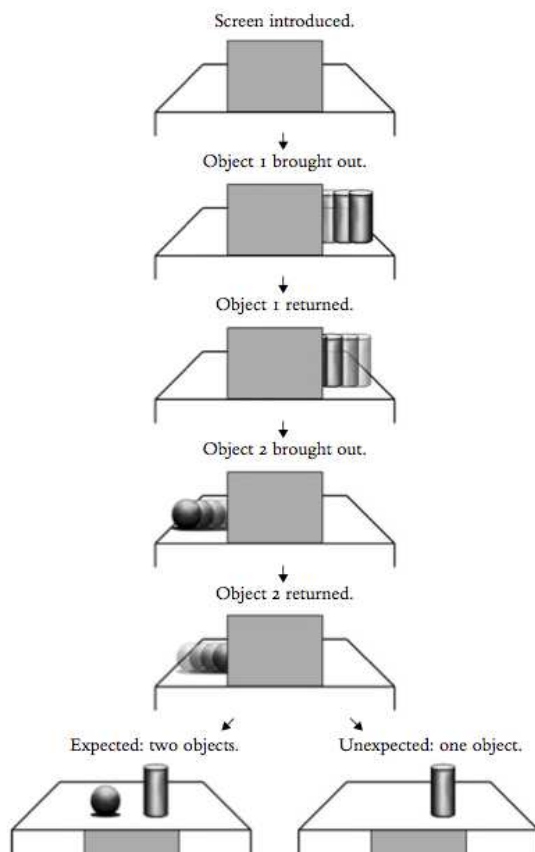 Screen introduced.
Object 1 brought out.
Object 1 returned.
Object 2 brought out.
Object 2 returned.
Expected: two objects.
Unexpected: one object.